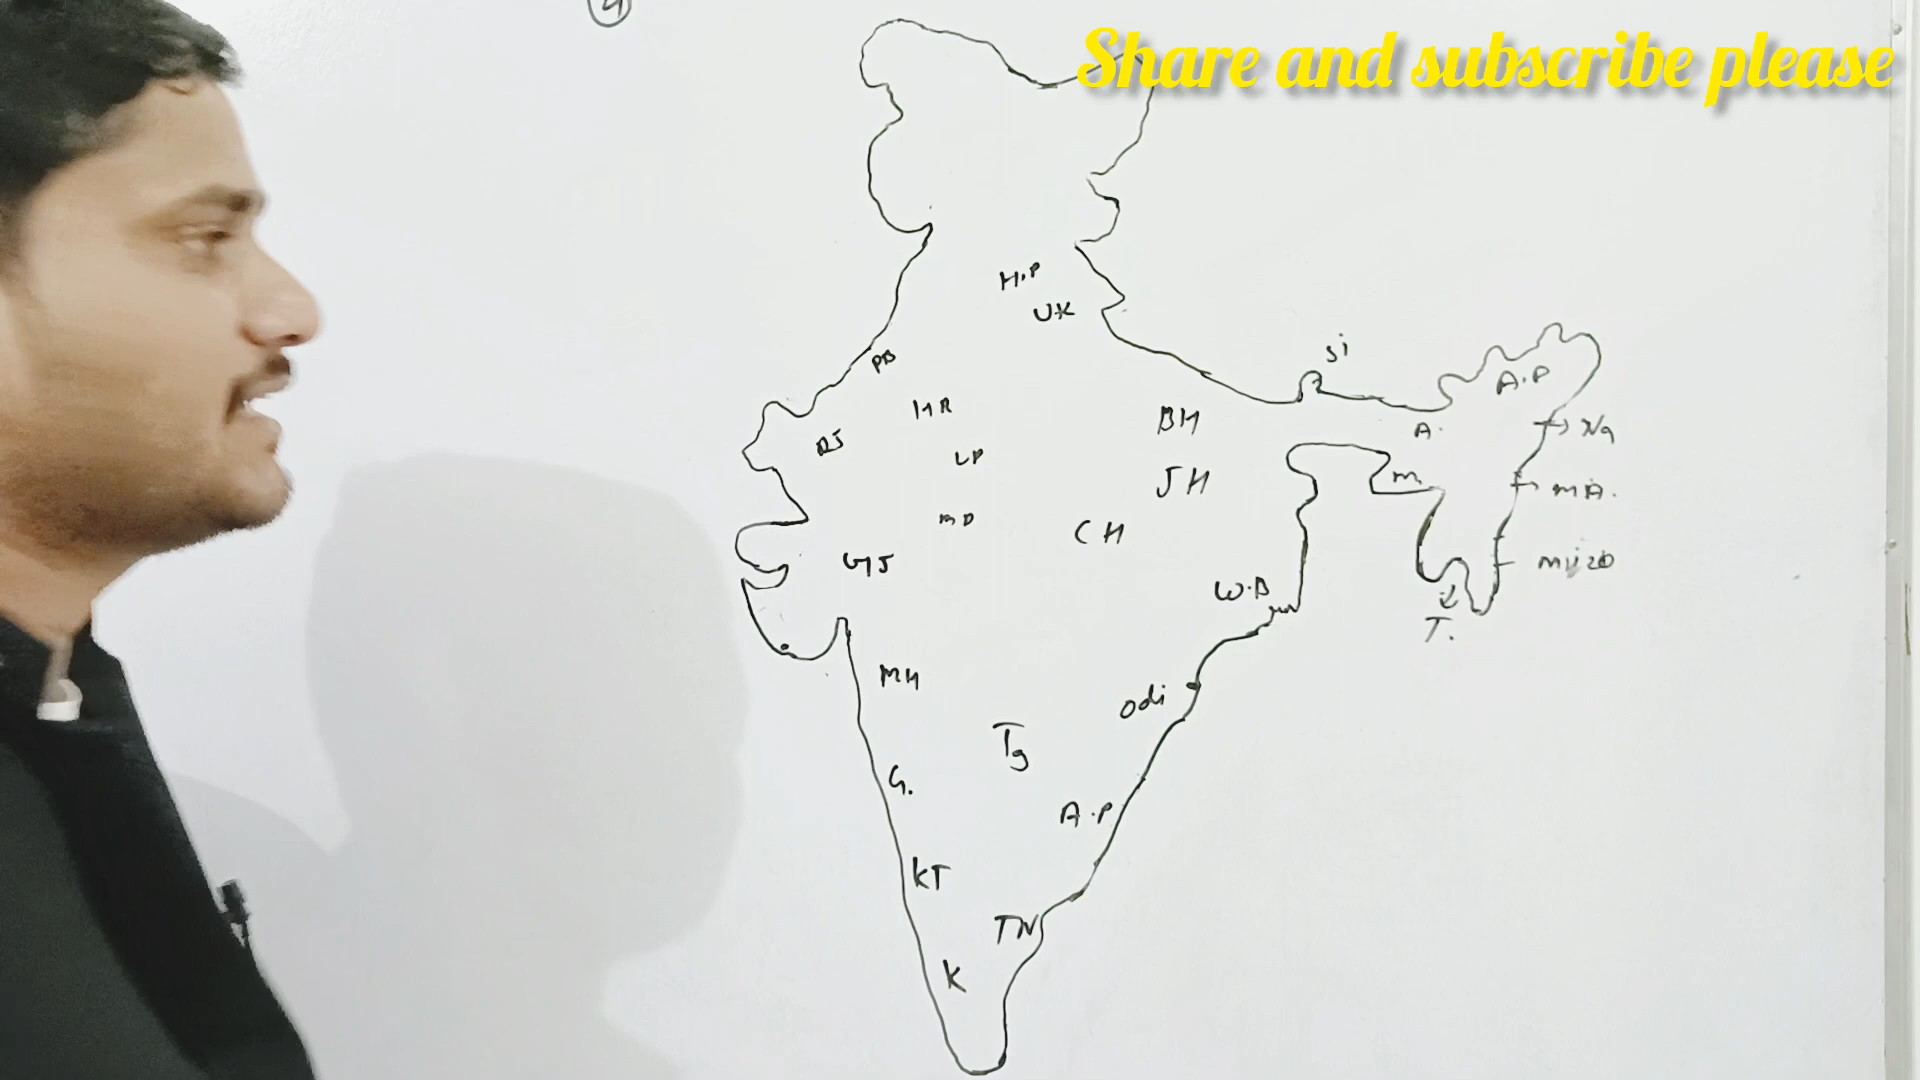 4
Share and subscribe please
H.P
UK
Si
PB
A.P
HR
BH
A.
Na
RJ
UP
JH
m
MA.
MP
CH
GJ
mizo
W.B
T.
MH
Odi
Tg
G.
A.P
KT
TN
K